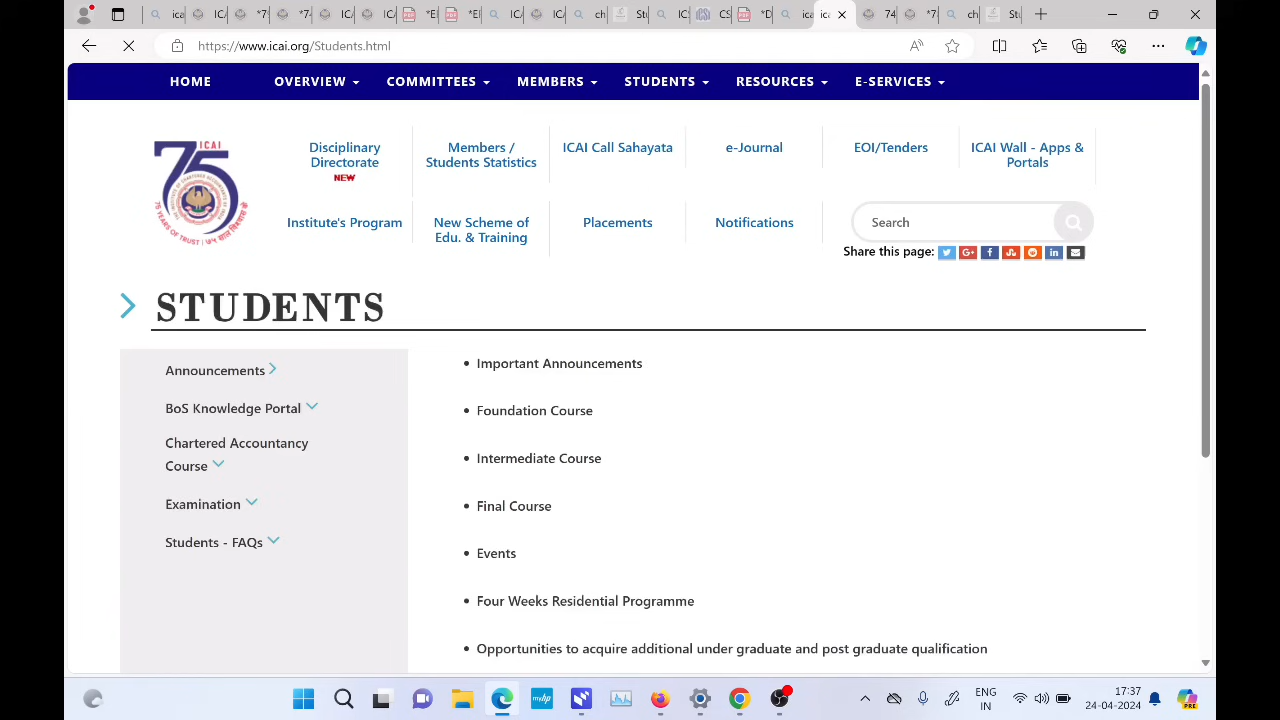 https://www.icai.org/Students.html
HOME OVERVIEW COMMITTEES MEMBERS STUDENTS RESOURCES E-SERVICES
ICAI
75
Disciplinary Directorate
NEW
Members / Students Statistics
ICAI Call Sahayata
e-Journal
EOI/Tenders
ICAI Wall - Apps & Portals
Institute's Program
New Scheme of Edu. & Training
Placements
Notifications
Search
Share this page:
STUDENTS
Announcements
BoS Knowledge Portal
Chartered Accountancy
Course
Examination
Students - FAQs
• Important Announcements
• Foundation Course
• Intermediate Course
• Final Course
• Events
• Four Weeks Residential Programme
• Opportunities to acquire additional under graduate and post graduate qualification
ENG
IN
17:37
24-04-2024